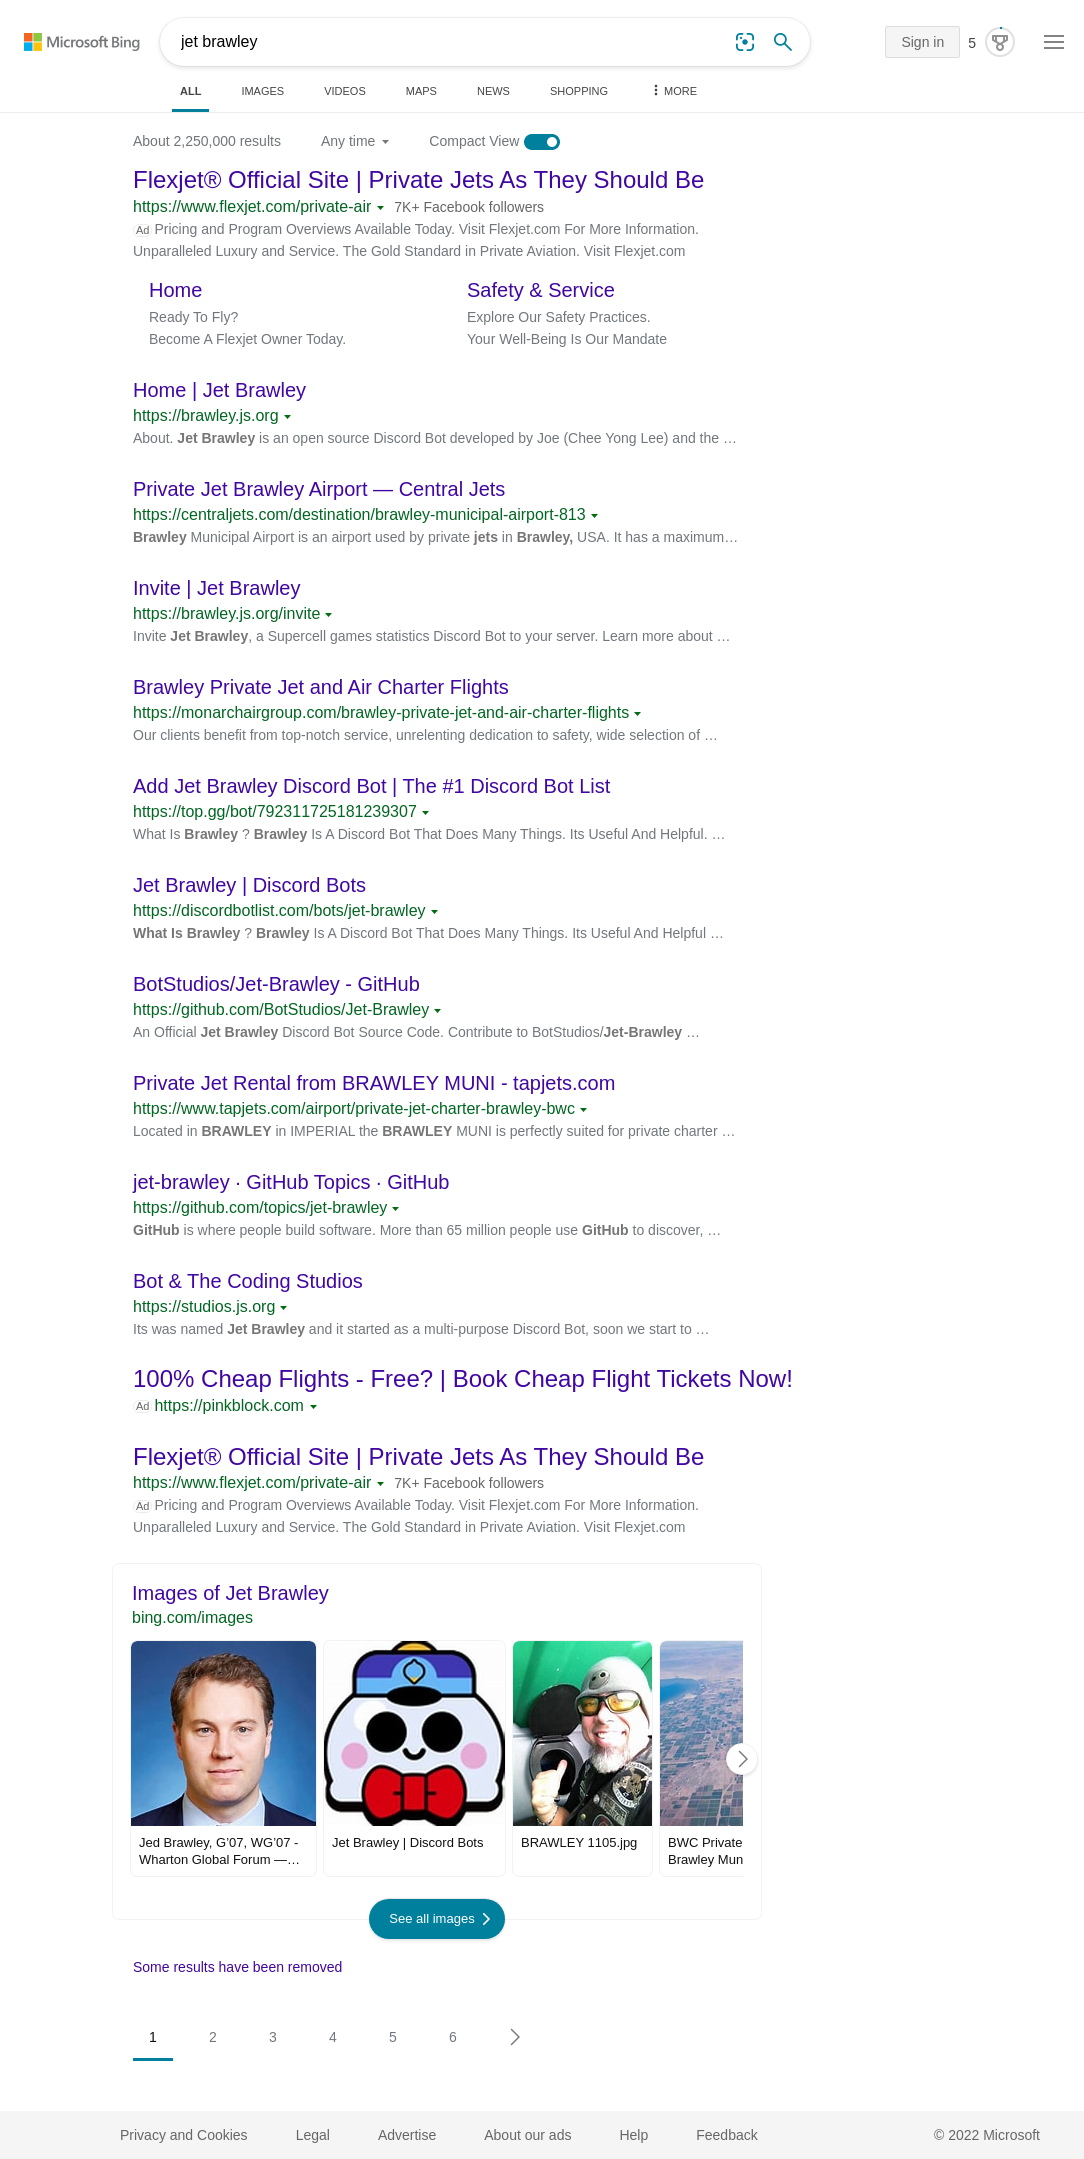 Microsoft Bing
jet brawley
Sign in
5
ALL
IMAGES
VIDEOS
MAPS
NEWS
SHOPPING
MORE
About 2,250,000 results
Any time
Compact View
Flexjet® Official Site | Private Jets As They Should Be
https://www.flexjet.com/private-air 7K+ Facebook followers
Ad Pricing and Program Overviews Available Today. Visit Flexjet.com For More Information.
Unparalleled Luxury and Service. The Gold Standard in Private Aviation. Visit Flexjet.com
Home
Ready To Fly?
Become A Flexjet Owner Today.
Safety & Service
Explore Our Safety Practices.
Your Well-Being Is Our Mandate
Home | Jet Brawley
https://brawley.js.org
About. Jet Brawley is an open source Discord Bot developed by Joe (Chee Yong Lee) and the …
Private Jet Brawley Airport — Central Jets
https://centraljets.com/destination/brawley-municipal-airport-813
Brawley Municipal Airport is an airport used by private jets in Brawley, USA. It has a maximum…
Invite | Jet Brawley
https://brawley.js.org/invite
Invite Jet Brawley, a Supercell games statistics Discord Bot to your server. Learn more about …
Brawley Private Jet and Air Charter Flights
https://monarchairgroup.com/brawley-private-jet-and-air-charter-flights
Our clients benefit from top-notch service, unrelenting dedication to safety, wide selection of …
Add Jet Brawley Discord Bot | The #1 Discord Bot List
https://top.gg/bot/792311725181239307
What Is Brawley ? Brawley Is A Discord Bot That Does Many Things. Its Useful And Helpful. …
Jet Brawley | Discord Bots
https://discordbotlist.com/bots/jet-brawley
What Is Brawley ? Brawley Is A Discord Bot That Does Many Things. Its Useful And Helpful …
BotStudios/Jet-Brawley - GitHub
https://github.com/BotStudios/Jet-Brawley
An Official Jet Brawley Discord Bot Source Code. Contribute to BotStudios/Jet-Brawley …
Private Jet Rental from BRAWLEY MUNI - tapjets.com
https://www.tapjets.com/airport/private-jet-charter-brawley-bwc
Located in BRAWLEY in IMPERIAL the BRAWLEY MUNI is perfectly suited for private charter …
jet-brawley · GitHub Topics · GitHub
https://github.com/topics/jet-brawley
GitHub is where people build software. More than 65 million people use GitHub to discover, …
Bot & The Coding Studios
https://studios.js.org
Its was named Jet Brawley and it started as a multi-purpose Discord Bot, soon we start to …
100% Cheap Flights - Free? | Book Cheap Flight Tickets Now!
Ad https://pinkblock.com
Flexjet® Official Site | Private Jets As They Should Be
https://www.flexjet.com/private-air 7K+ Facebook followers
Ad Pricing and Program Overviews Available Today. Visit Flexjet.com For More Information.
Unparalleled Luxury and Service. The Gold Standard in Private Aviation. Visit Flexjet.com
Images of Jet Brawley
bing.com/images
Jed Brawley, G’07, WG’07 -
Wharton Global Forum —…
Jet Brawley | Discord Bots
BRAWLEY 1105.jpg
BWC Private
Brawley Mun
See all images
Some results have been removed
1 2 3 4 5 6
Privacy and Cookies
Legal
Advertise
About our ads
Help
Feedback
© 2022 Microsoft